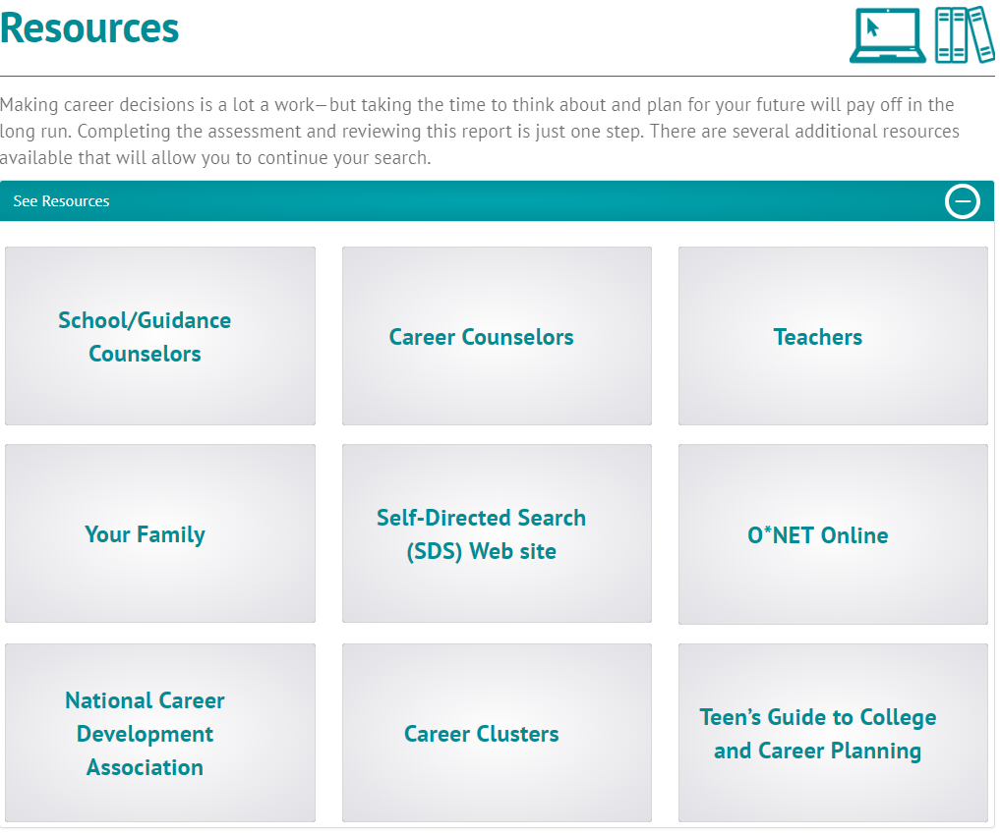 Resources
Making career decisions is a lot a work—but taking the time to think about and plan for your future will pay off in the
long run. Completing the assessment and reviewing this report is just one step. There are several additional resources
available that will allow you to continue your search.
See Resources
School/Guidance
Counselors
Career Counselors
Teachers
Your Family
Self-Directed Search
(SDS) Web site
O*NET Online
National Career
Development
Association
Career Clusters
Teen’s Guide to College
and Career Planning